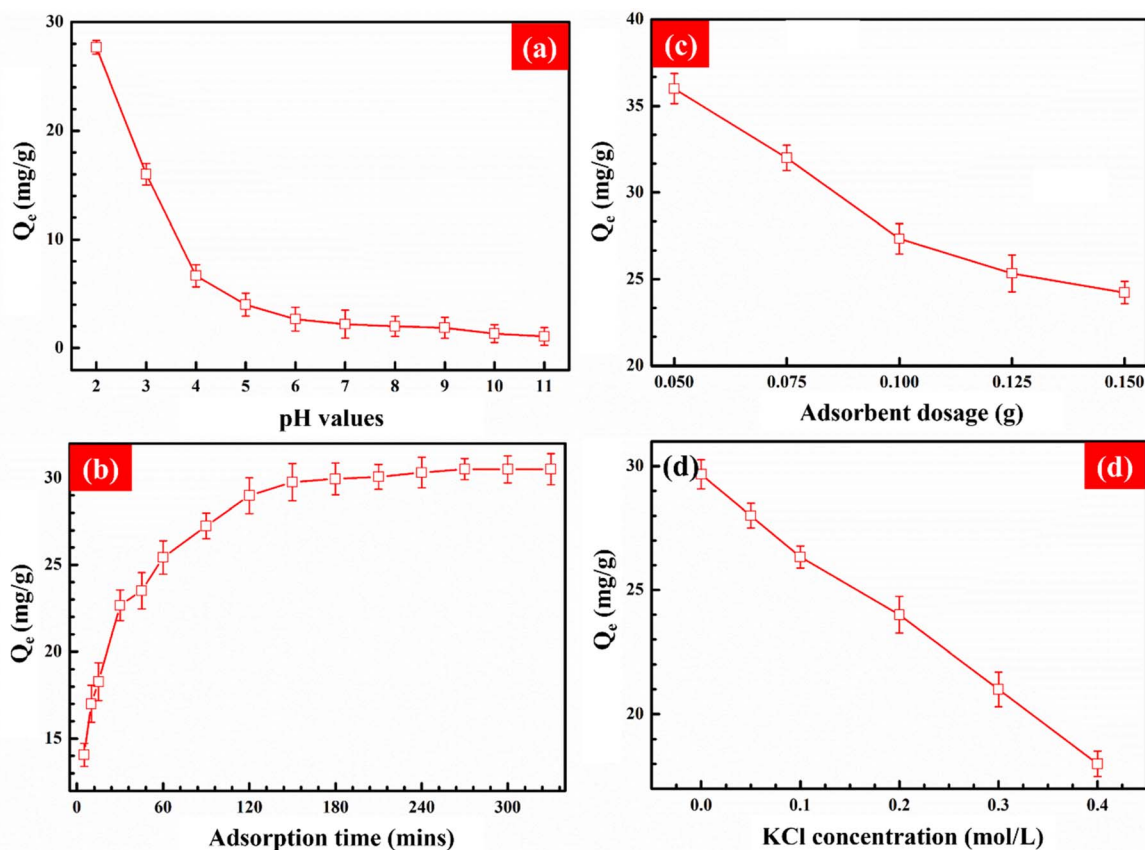 (a)
30
20
10
0
2 3 4 5 6 7 8 9 10 11
Qe (mg/g)
pH values
(c)
40
35
30
25
20
0.050 0.075 0.100 0.125 0.150
Qe (mg/g)
Adsorbent dosage (g)
(b)
30
25
20
15
0 60 120 180 240 300
Qe (mg/g)
Adsorption time (mins)
(d) (d)
30
26
22
18
0.0 0.1 0.2 0.3 0.4
Qe (mg/g)
KCl concentration (mol/L)